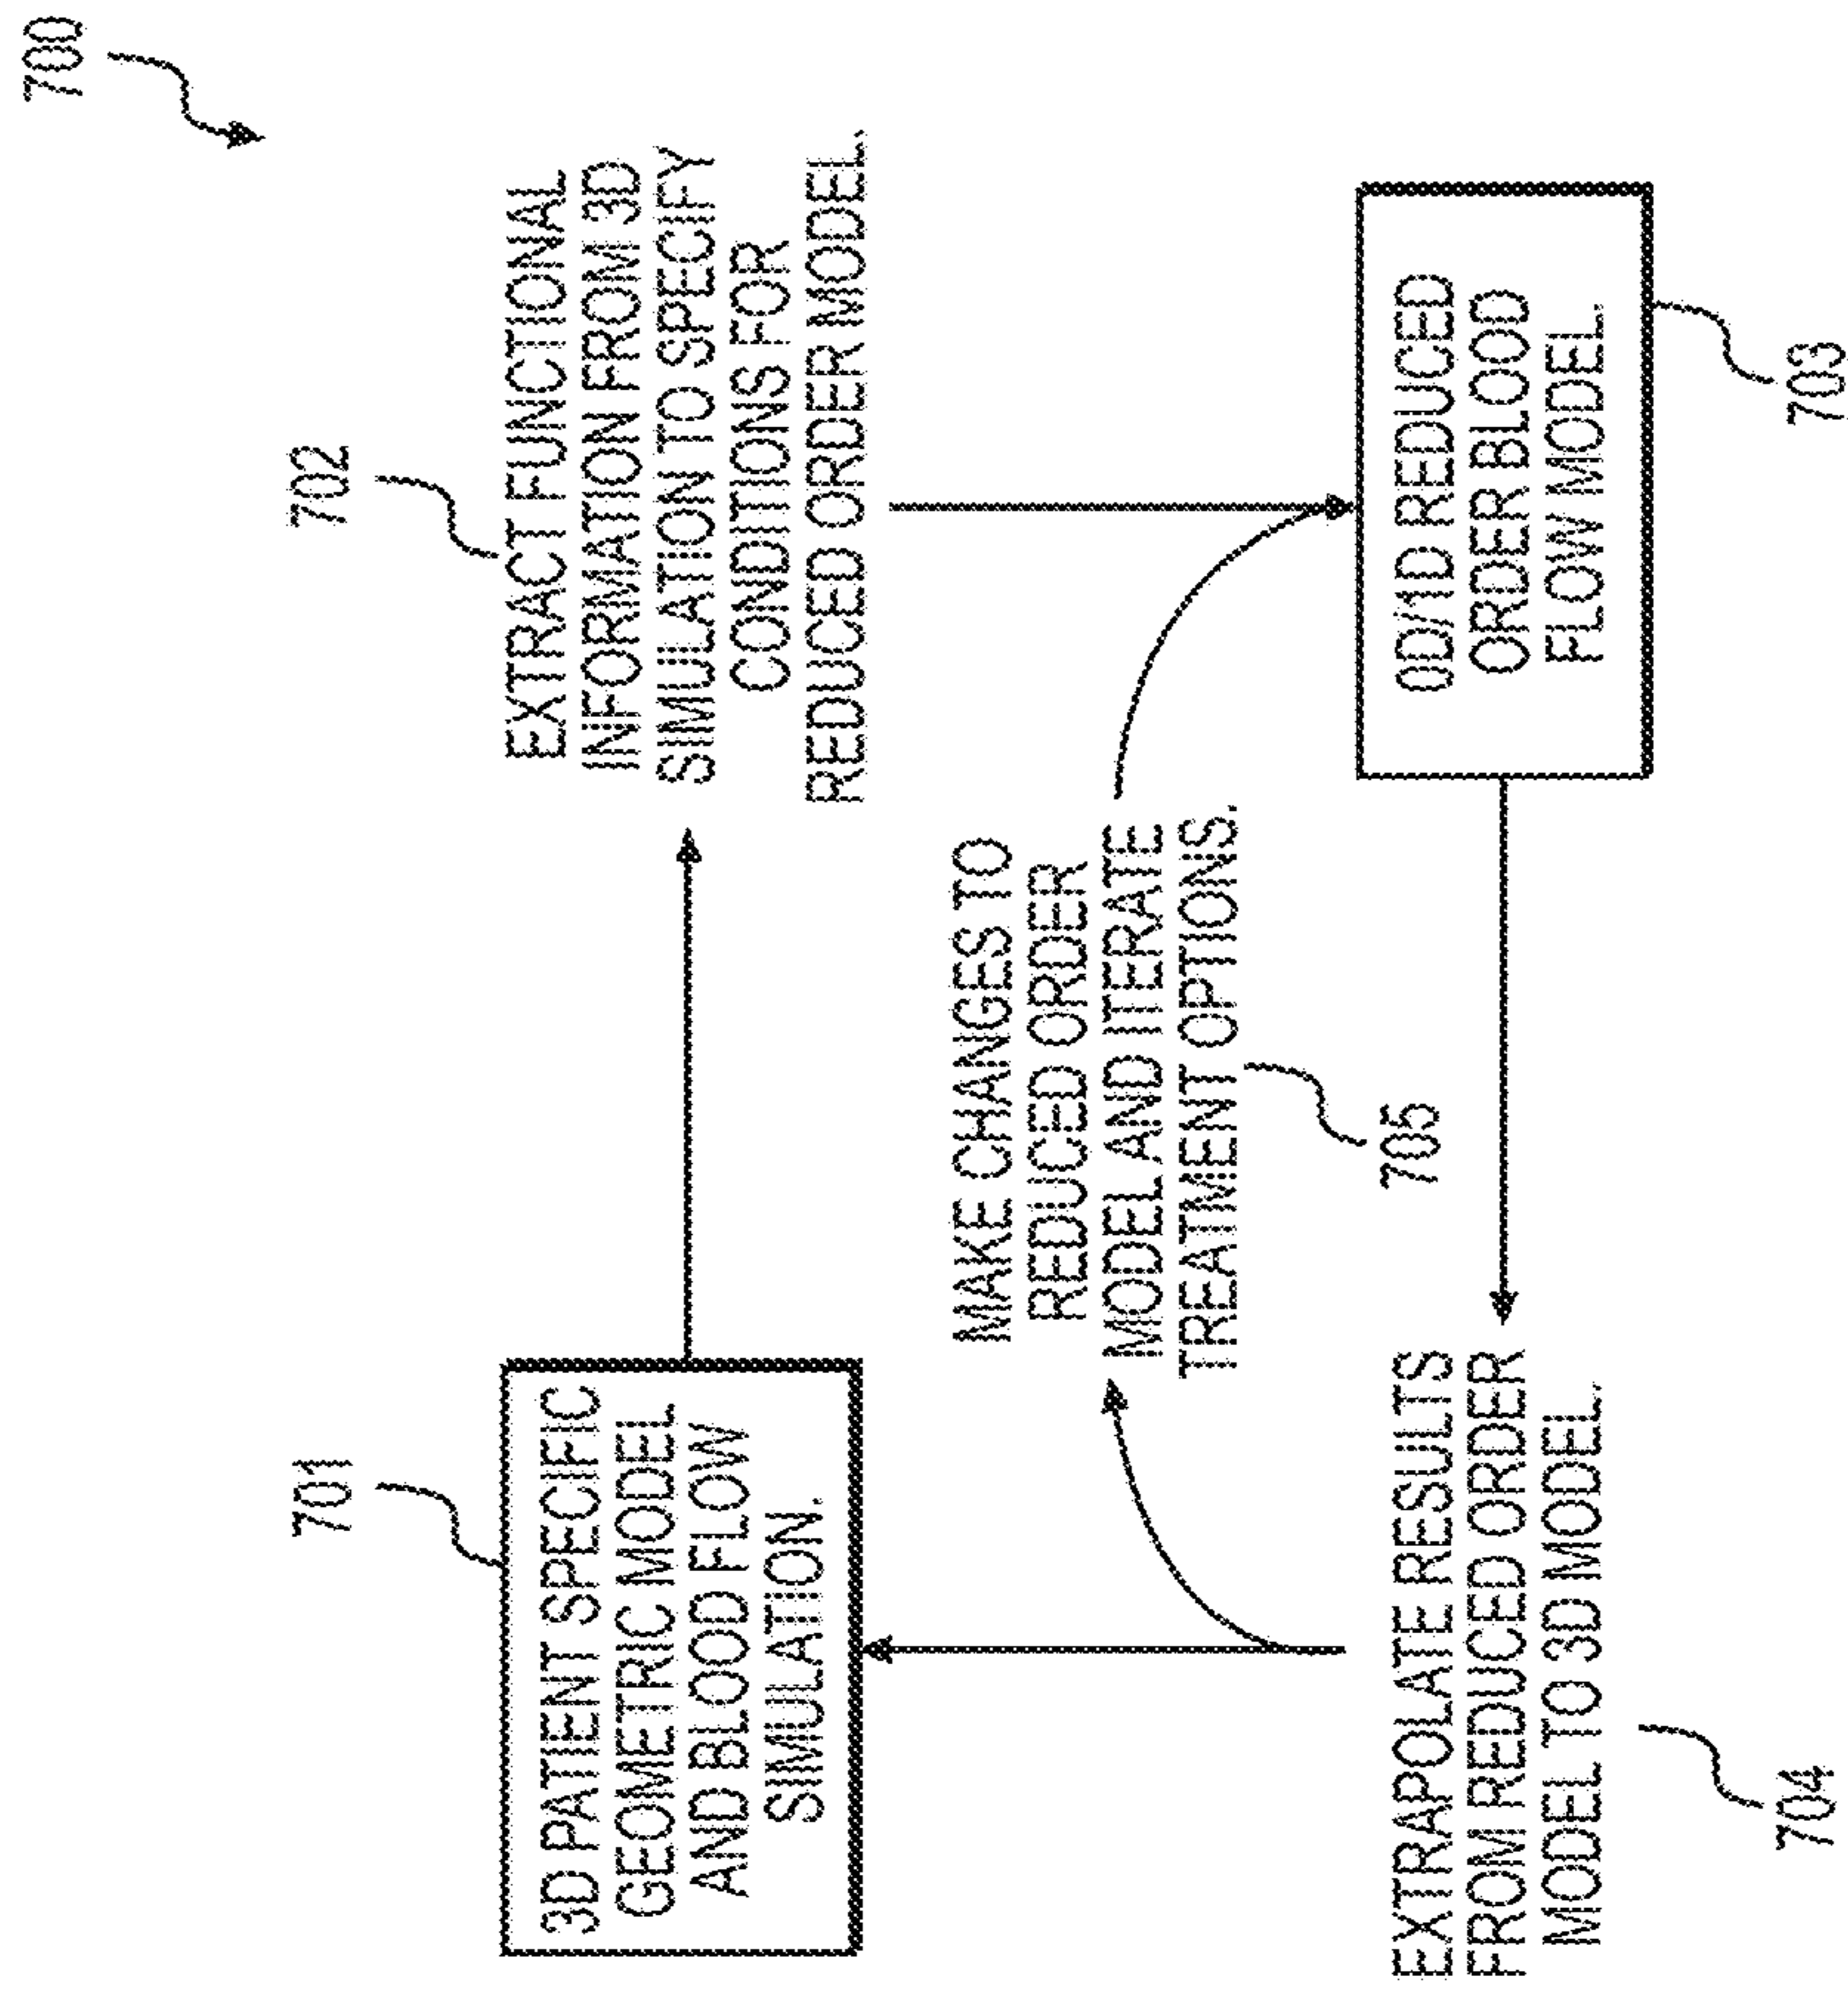 700
701
3D PATIENT SPECIFIC
GEOMETRIC MODEL
AND BLOOD FLOW
SIMULATION.
702
EXTRACT FUNCTIONAL
INFORMATION FROM 3D
SIMULATION TO SPECIFY
CONDITIONS FOR
REDUCED ORDER MODEL.
MAKE CHANGES TO
REDUCED ORDER
MODEL AND ITERATE
TREATMENT OPTIONS.
705
EXTRAPOLATE RESULTS
FROM REDUCED ORDER
MODEL TO 3D MODEL.
704
0D/1D REDUCED
ORDER BLOOD
FLOW MODEL.
703